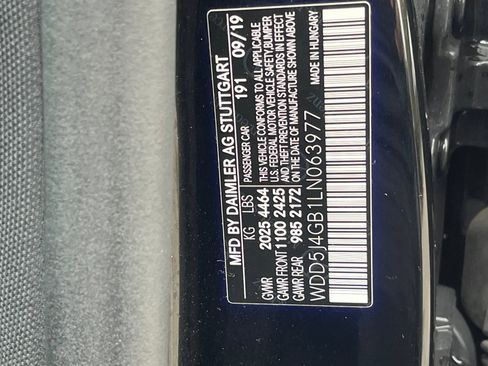 MFD BY DAIMLER AG STUTTGART
PASSENGER CAR 191 09/19
KG LBS
GVWR 2025 4464
GAWR FRONT 1100 2425
GAWR REAR 985 2172
THIS VEHICLE CONFORMS TO ALL APPLICABLE
U.S. FEDERAL MOTOR VEHICLE SAFETY, BUMPER
AND THEFT PREVENTION STANDARDS IN EFFECT
ON THE DATE OF MANUFACTURE SHOWN ABOVE
WDD5J4GB1LN063977
MADE IN HUNGARY